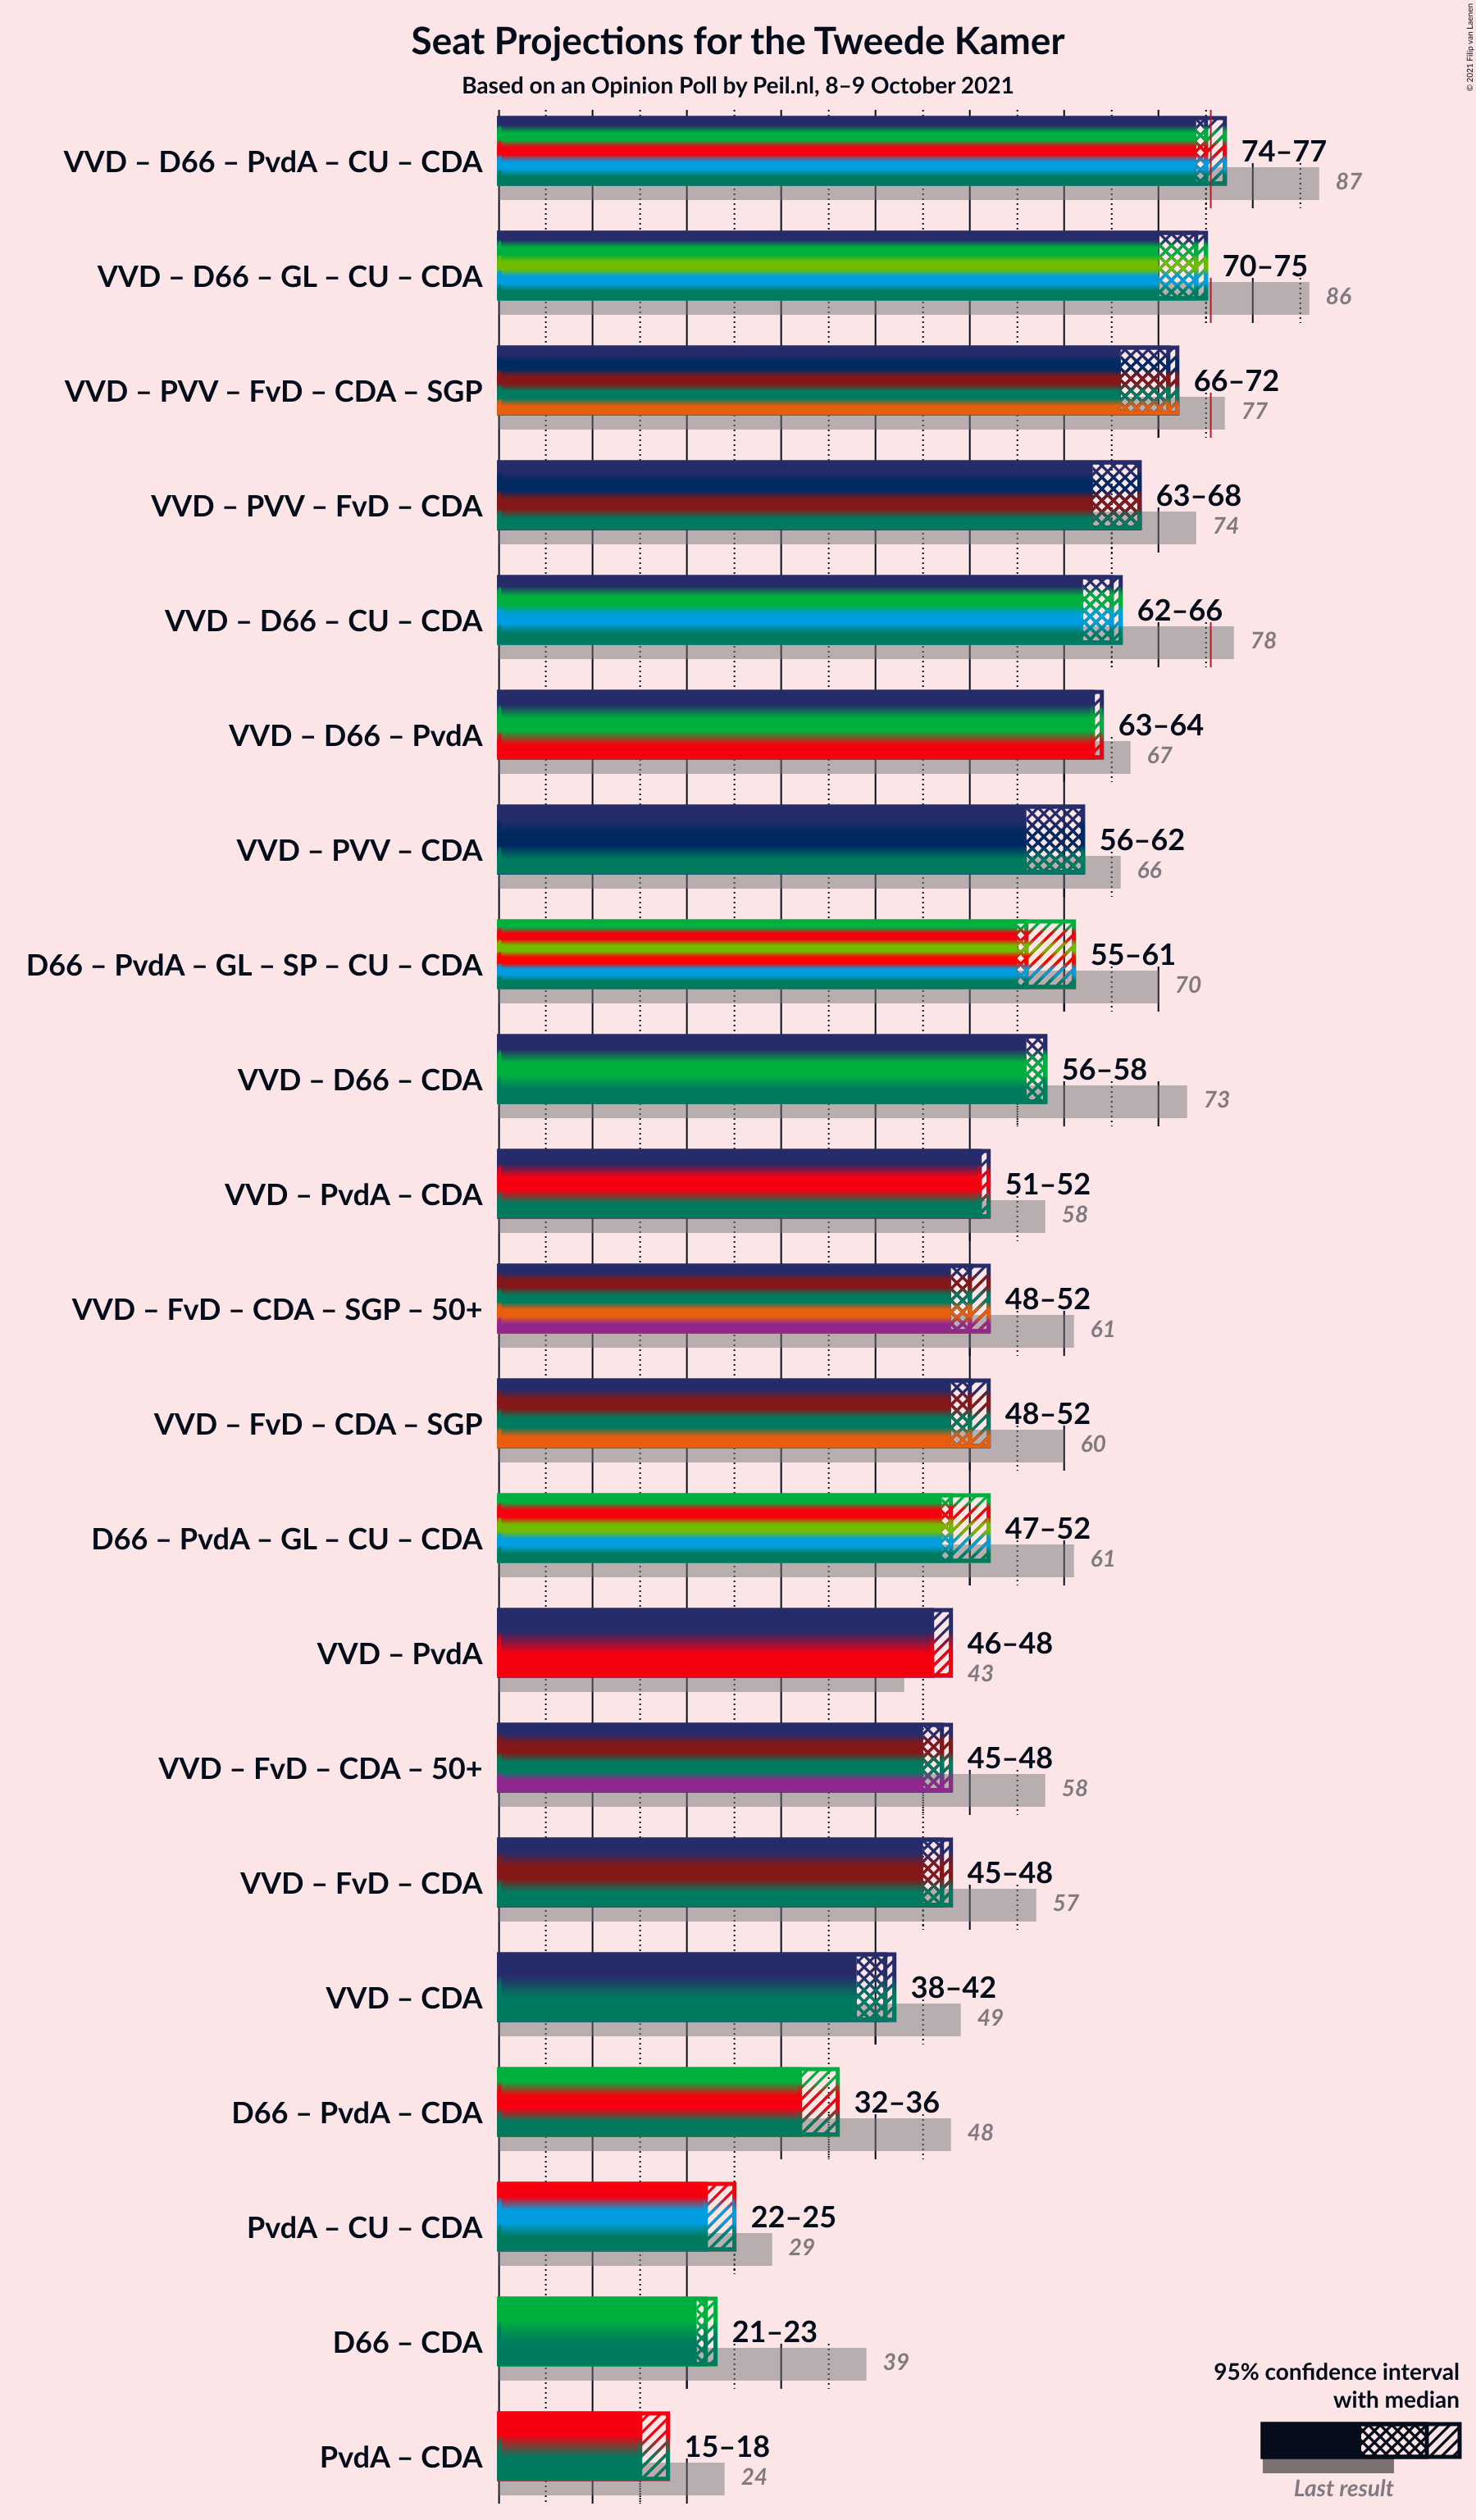 Seat Projections for the Tweede Kamer
Based on an Opinion Poll by Peil.nl, 8–9 October 2021
© 2021 Filip van Laenen
VVD – D66 – PvdA – CU – CDA
74–77
87
VVD – D66 – GL – CU – CDA
70–75
86
VVD – PVV – FvD – CDA – SGP
66–72
77
VVD – PVV – FvD – CDA
63–68
74
VVD – D66 – CU – CDA
62–66
78
VVD – D66 – PvdA
63–64
67
VVD – PVV – CDA
56–62
66
D66 – PvdA – GL – SP – CU – CDA
55–61
70
VVD – D66 – CDA
56–58
73
VVD – PvdA – CDA
51–52
58
VVD – FvD – CDA – SGP – 50+
48–52
61
VVD – FvD – CDA – SGP
48–52
60
D66 – PvdA – GL – CU – CDA
47–52
61
VVD – PvdA
46–48
43
VVD – FvD – CDA – 50+
45–48
58
VVD – FvD – CDA
45–48
57
VVD – CDA
38–42
49
D66 – PvdA – CDA
32–36
48
PvdA – CU – CDA
22–25
29
D66 – CDA
21–23
39
PvdA – CDA
15–18
24
95% confidence interval
with median
Last result